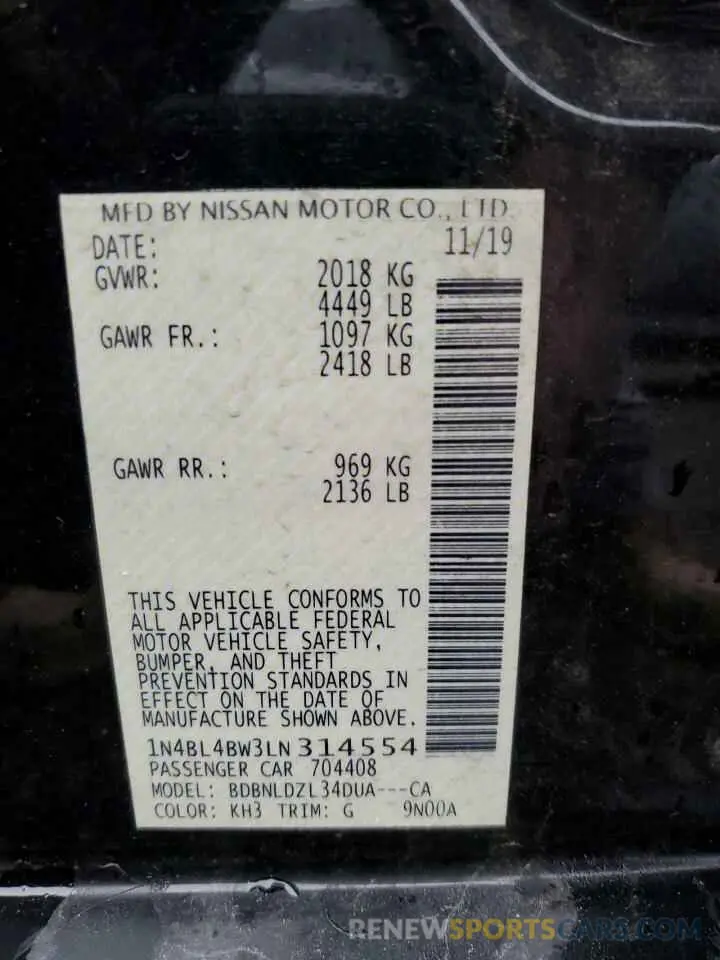 MFD BY NISSAN MOTOR CO., LTD.
DATE: 11/19
GVWR: 2018 KG
4449 LB
GAWR FR.: 1097 KG
2418 LB
GAWR RR.: 969 KG
2136 LB
THIS VEHICLE CONFORMS TO
ALL APPLICABLE FEDERAL
MOTOR VEHICLE SAFETY,
BUMPER, AND THEFT
PREVENTION STANDARDS IN
EFFECT ON THE DATE OF
MANUFACTURE SHOWN ABOVE.
1N4BL4BW3LN314554
PASSENGER CAR 704408
MODEL: BDBNLDZL34DUA---CA
COLOR: KH3 TRIM: G 9N00A
RENEWSPORTSCARS.COM